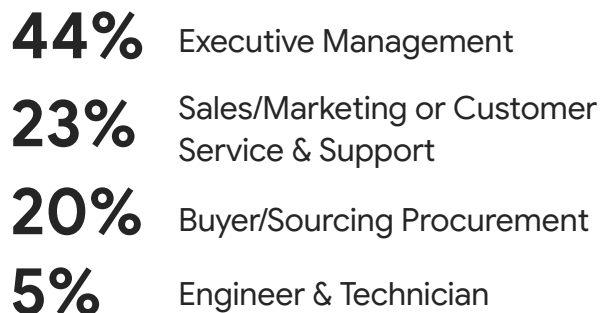 44% Executive Management
23% Sales/Marketing or Customer
Service & Support
20% Buyer/Sourcing Procurement
5% Engineer & Technician